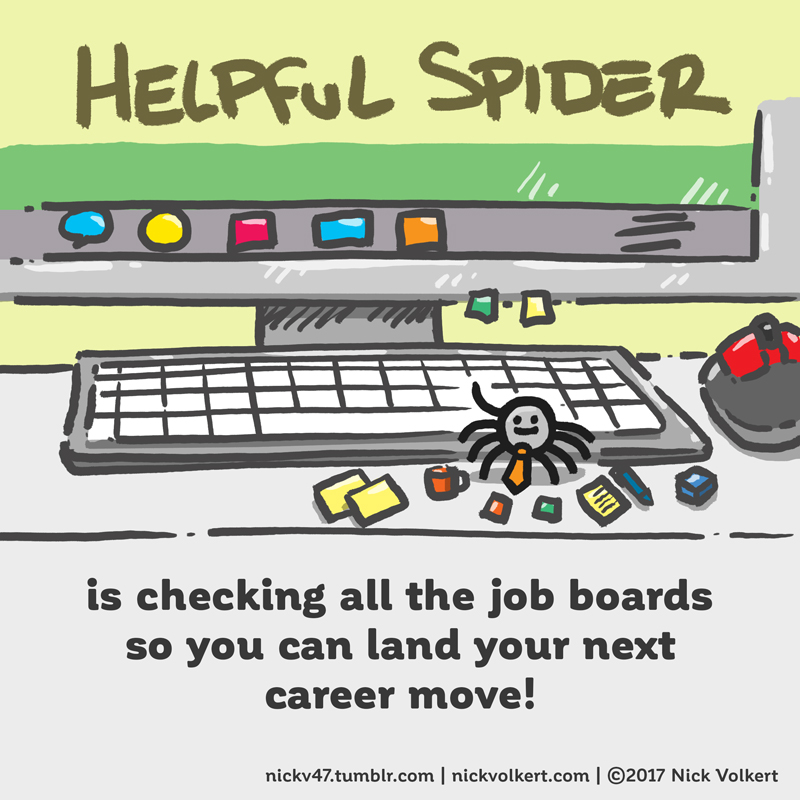 HELPFUL SPIDER
is checking all the job boards
so you can land your next
career move!
nickv47.tumblr.com | nickvolkert.com | ©2017 Nick Volkert